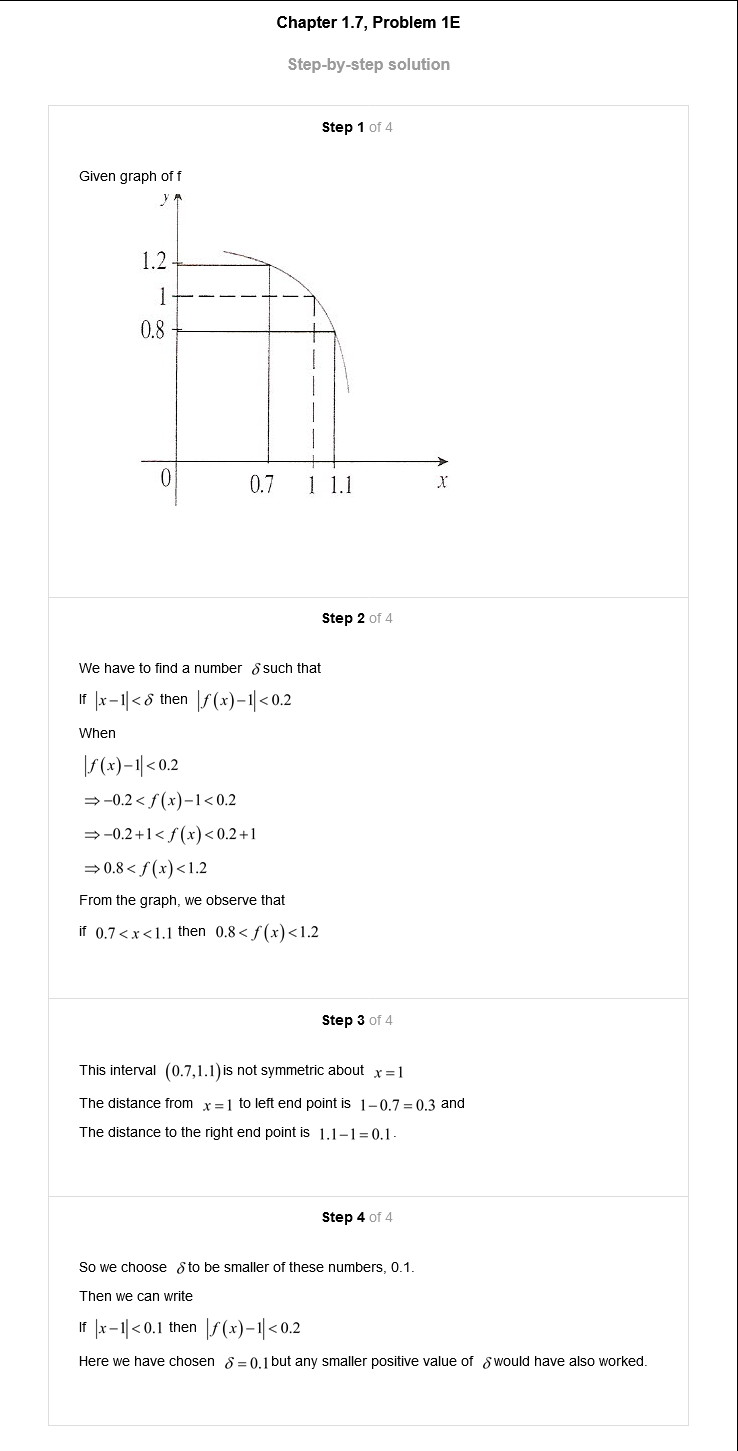 Chapter 1.7, Problem 1E
Step-by-step solution
Step 1 of 4
Given graph of f
y
1.2
1
0.8
0
0.7 1 1.1 x
Step 2 of 4
We have to find a number δ such that
If |x−1|<δ then |f(x)−1|<0.2
When
|f(x)−1|<0.2
⇒−0.2<f(x)−1<0.2
⇒−0.2+1<f(x)<0.2+1
⇒0.8<f(x)<1.2
From the graph, we observe that
if 0.7<x<1.1 then 0.8<f(x)<1.2
Step 3 of 4
This interval (0.7,1.1) is not symmetric about x=1
The distance from x=1 to left end point is 1−0.7=0.3 and
The distance to the right end point is 1.1−1=0.1.
Step 4 of 4
So we choose δ to be smaller of these numbers, 0.1.
Then we can write
If |x−1|<0.1 then |f(x)−1|<0.2
Here we have chosen δ=0.1 but any smaller positive value of δ would have also worked.